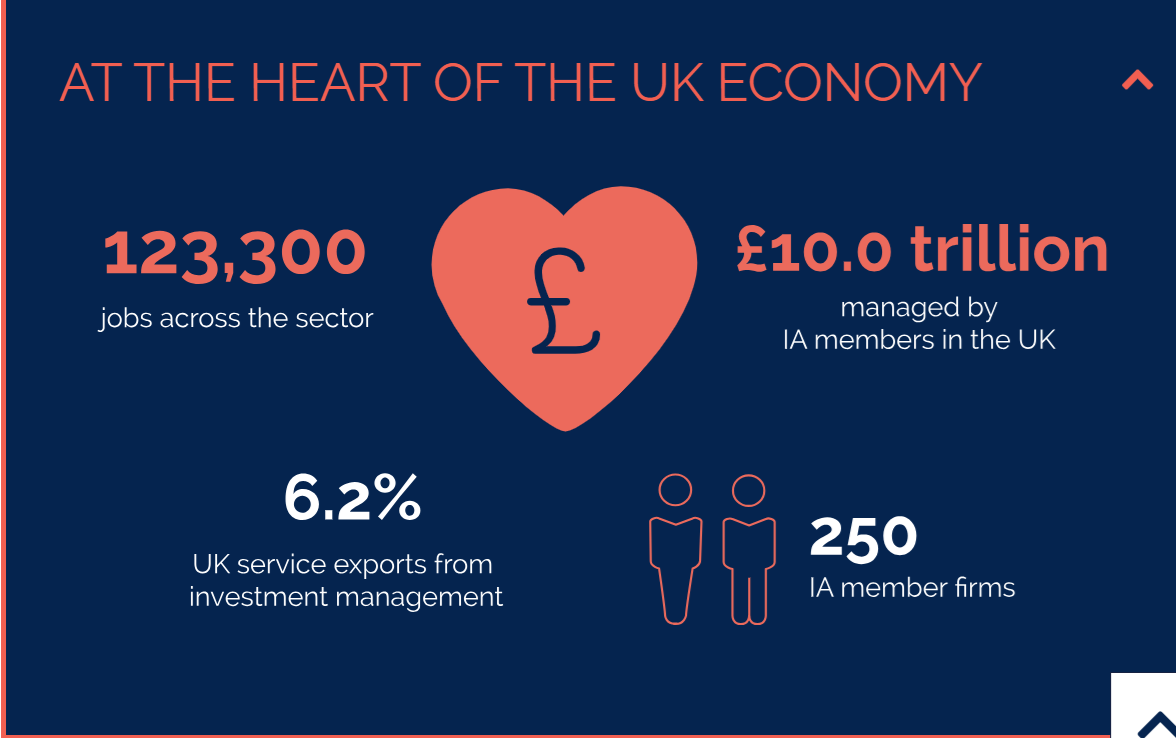 AT THE HEART OF THE UK ECONOMY
123,300
jobs across the sector
£
£10.0 trillion
managed by
IA members in the UK
6.2%
UK service exports from
investment management
250
IA member firms